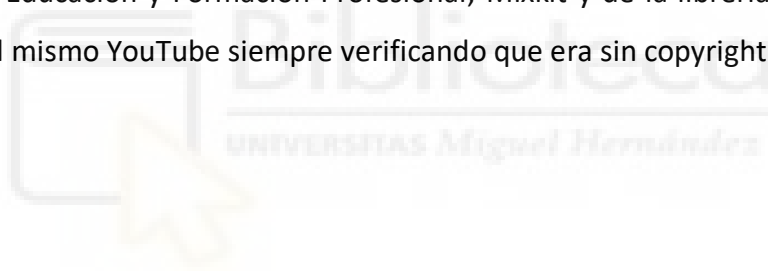 Educación y Formación Profesional, Mixkit y de la librería
l mismo YouTube siempre verificando que era sin copyright
Biblioteca
UNIVERSITAS Miguel Hernández